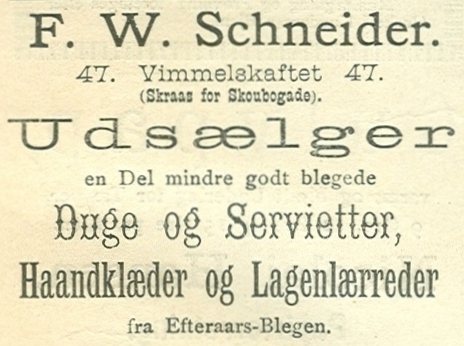 F. W. Schneider.
47. Vimmelskaftet 47.
(Skraas for Skoubogade).
Udsælger
en Del mindre godt blegede
Duge og Servietter,
Haandklæder og Lagenlærreder
fra Efteraars-Blegen.